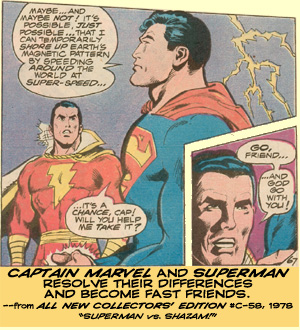 MAYBE... AND
MAYBE NOT! IT'S
POSSIBLE, JUST
POSSIBLE... THAT I
CAN TEMPORARILY
SHORE UP EARTH'S
MAGNETIC PATTERN
BY SPEEDING
AROUND THE
WORLD AT
SUPER-SPEED...
...IT'S A
CHANCE, CAP!
WILL YOU HELP
ME TAKE IT?
GO,
FRIEND...
...AND
GOD
GO WITH
YOU!
67
CAPTAIN MARVEL AND SUPERMAN
RESOLVE THEIR DIFFERENCES
AND BECOME FAST FRIENDS.
--from ALL NEW COLLECTORS' EDITION #C-58, 1978
"SUPERMAN vs. SHAZAM!"